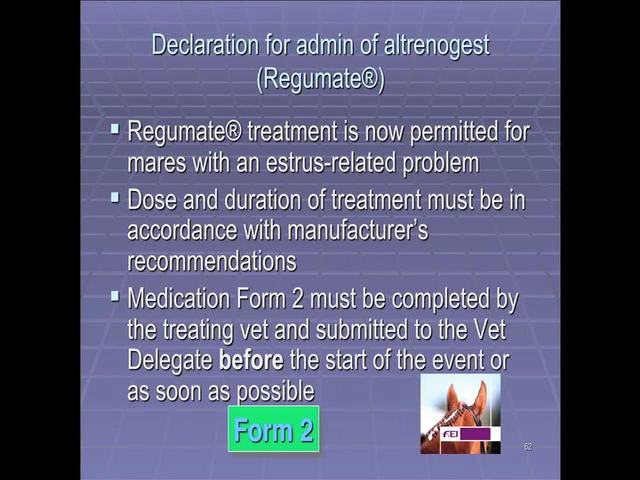 Declaration for admin of altrenogest
(Regumate®)
Regumate® treatment is now permitted for
mares with an estrus-related problem
Dose and duration of treatment must be in
accordance with manufacturer's
recommendations
Medication Form 2 must be completed by
the treating vet and submitted to the Vet
Delegate before the start of the event or
as soon as possible
Form 2
FEI
62